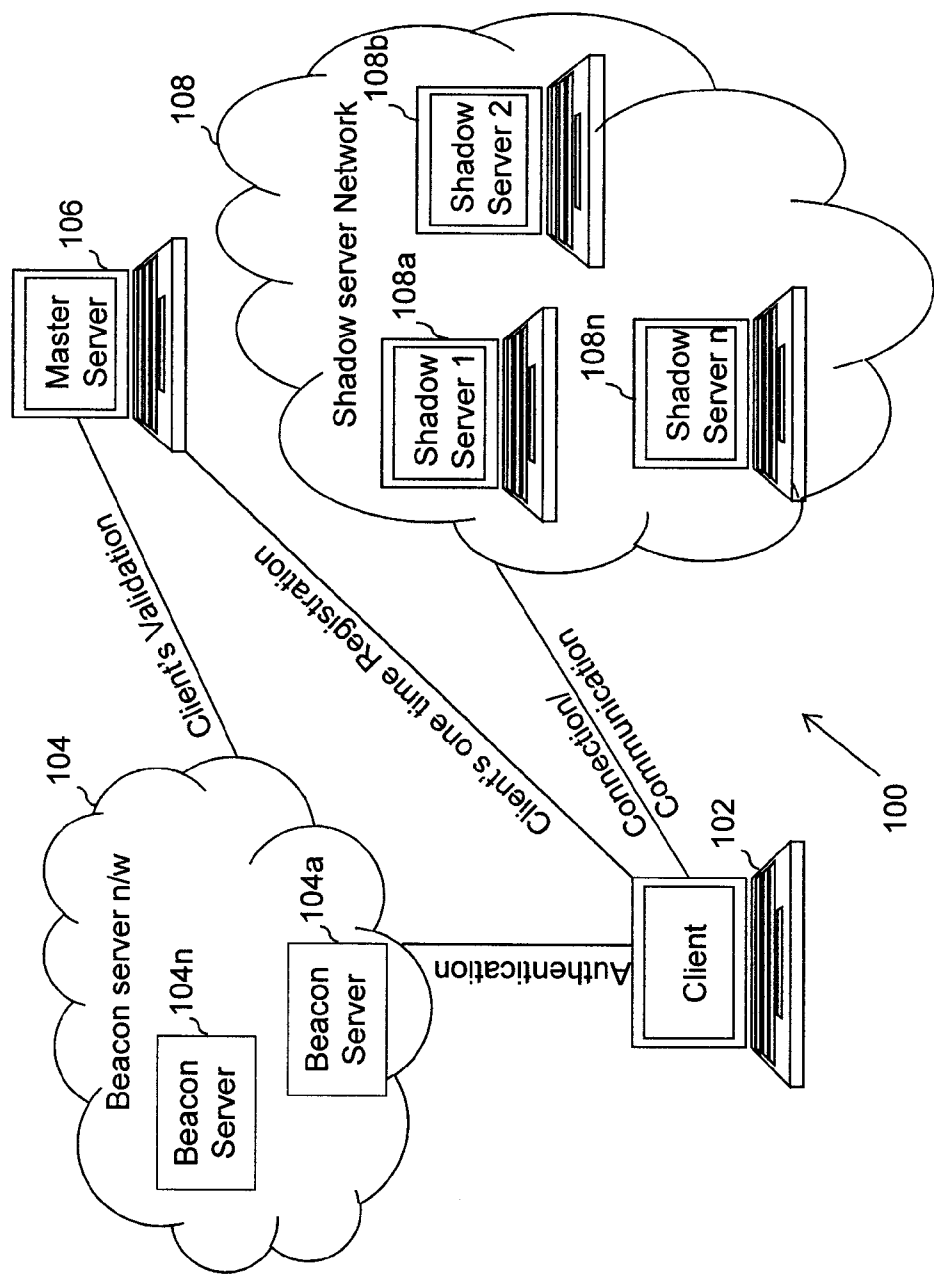 Beacon server n/w
104
Beacon
Server
104n
Beacon
Server
104a
Client's Validation
Master
Server
106
Authentication
Client's one time Registration
108
Shadow server Network
Shadow
Server 1
108a
Shadow
Server 2
108b
Shadow
Server n
108n
Connection/
Communication
Client
102
100